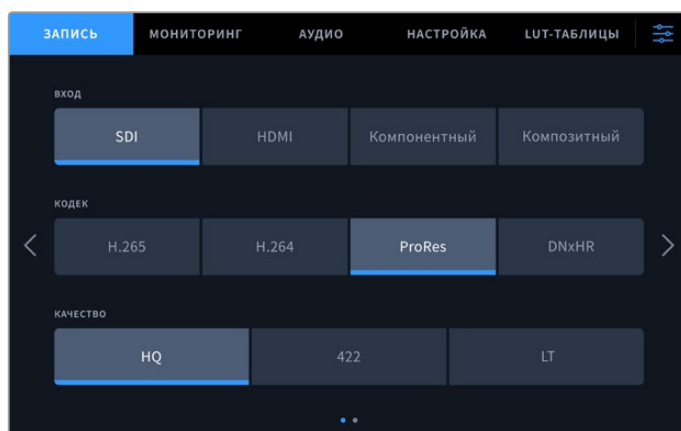 ЗАПИСЬ МОНИТОРИНГ АУДИО НАСТРОЙКА LUT-ТАБЛИЦЫ
ВХОД
SDI HDMI Компонентный Композитный
КОДЕК
H.265 H.264 ProRes DNxHR
КАЧЕСТВО
HQ 422 LT